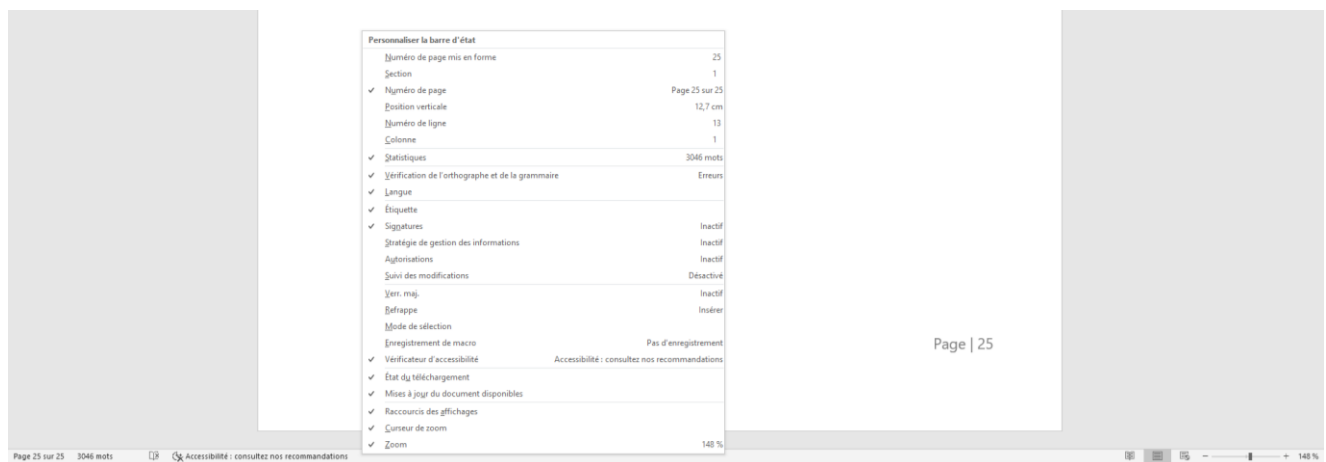 Personnaliser la barre d'état
Numéro de page mis en forme 25
Section 1
Numéro de page Page 25 sur 25
Position verticale 12,7 cm
Numéro de ligne 13
Colonne 1
Statistiques 3046 mots
Vérification de l'orthographe et de la grammaire Erreurs
Langue
Étiquette
Signatures Inactif
Stratégie de gestion des informations Inactif
Autorisations Inactif
Suivi des modifications Désactivé
Verr. maj. Inactif
Refrappe Insérer
Mode de sélection
Enregistrement de macro Pas d'enregistrement
Page | 25
Vérificateur d'accessibilité Accessibilité : consultez nos recommandations
État du téléchargement
Mises à jour du document disponibles
Raccourcis des affichages
Curseur de zoom
Zoom 148 %
Page 25 sur 25 3046 mots Accessibilité : consultez nos recommandations 148 %